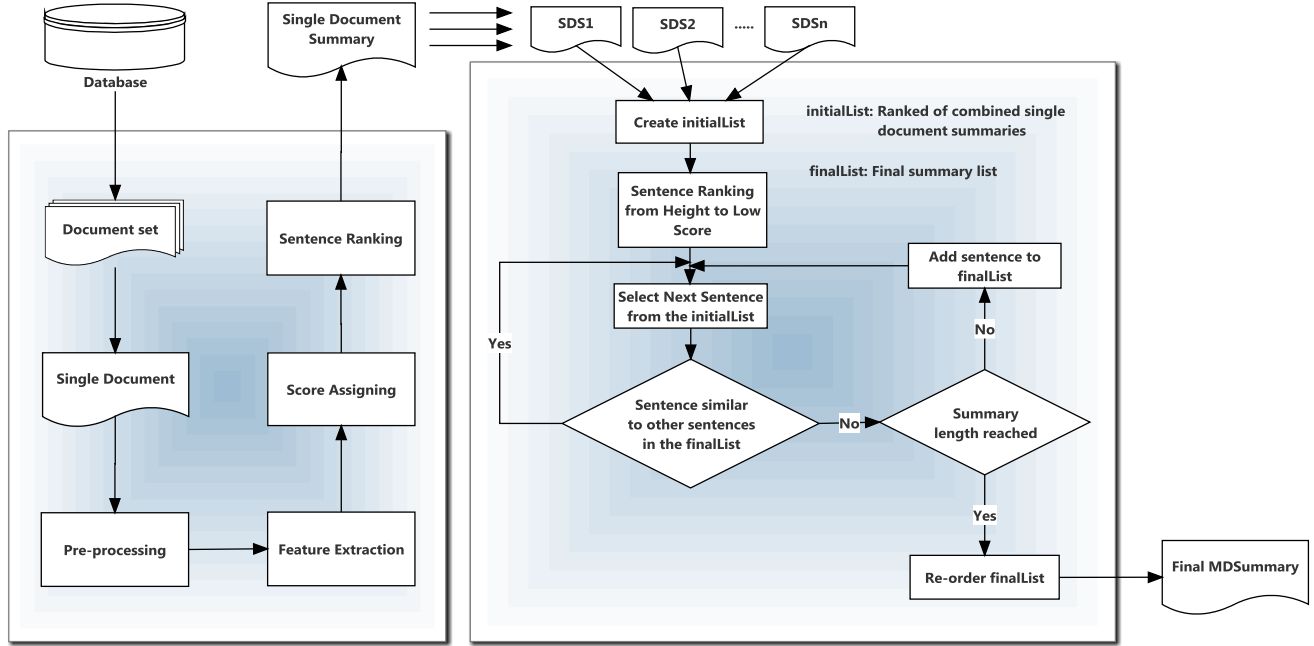 Database
Document set
Single Document
Pre-processing
Feature Extraction
Score Assigning
Sentence Ranking
Single Document
Summary
SDS1
SDS2
.....
SDSn
Create initialList
initialList: Ranked of combined single
document summaries
finalList: Final summary list
Sentence Ranking
from Height to Low
Score
Select Next Sentence
from the initialList
Yes
Sentence similar
to other sentences
in the finalList
No
Summary
length reached
No
Add sentence to
finalList
Yes
Re-order finalList
Final MDSummary